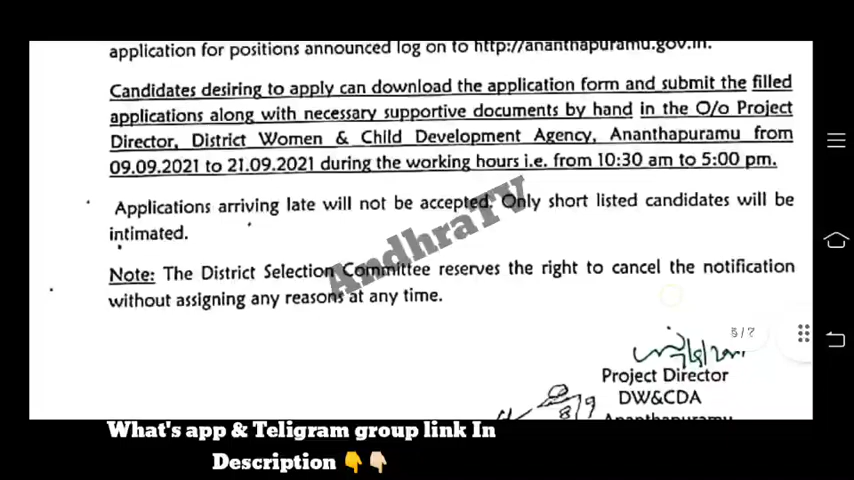 application for positions announced log on to http://ananthapuramu.gov.in.
Candidates desiring to apply can download the application form and submit the filled
applications along with necessary supportive documents by hand in the O/o Project
Director, District Women & Child Development Agency, Ananthapuramu from
09.09.2021 to 21.09.2021 during the working hours i.e. from 10:30 am to 5:00 pm.
Applications arriving late will not be accepted. Only short listed candidates will be
intimated.
AndhraTV
Note: The District Selection Committee reserves the right to cancel the notification
without assigning any reasons at any time.
5/7
Project Director
DW&CDA
8/9
Ananthapuramu
What's app & Teligram group link In
Description 👇👇🏻